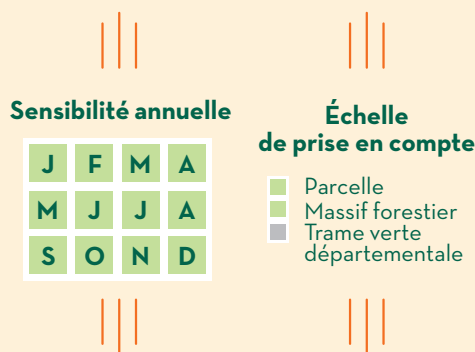 Sensibilité annuelle
J F M A
M J J A
S O N D
Échelle
de prise en compte
Parcelle
Massif forestier
Trame verte
départementale